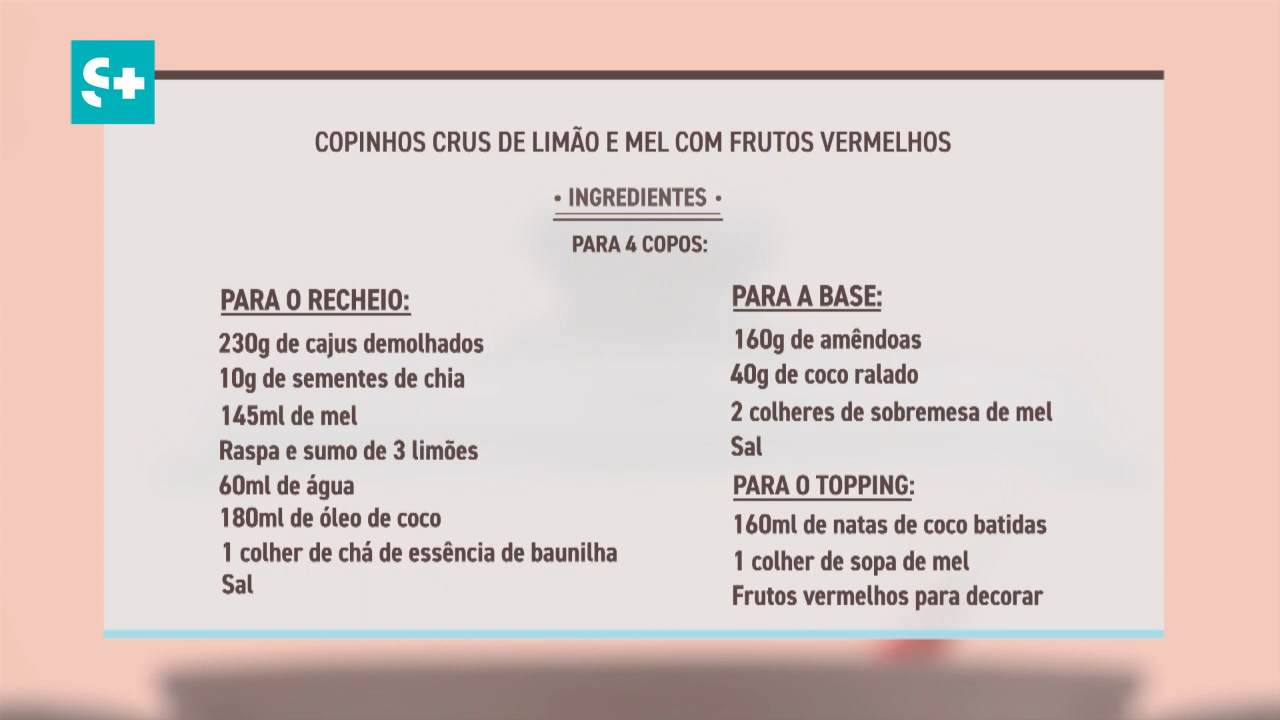 S+
COPINHOS CRUS DE LIMÃO E MEL COM FRUTOS VERMELHOS
• INGREDIENTES •
PARA 4 COPOS:
PARA O RECHEIO:
230g de cajus demolhados
10g de sementes de chia
145ml de mel
Raspa e sumo de 3 limões
60ml de água
180ml de óleo de coco
1 colher de chá de essência de baunilha
Sal
PARA A BASE:
160g de amêndoas
40g de coco ralado
2 colheres de sobremesa de mel
Sal
PARA O TOPPING:
160ml de natas de coco batidas
1 colher de sopa de mel
Frutos vermelhos para decorar